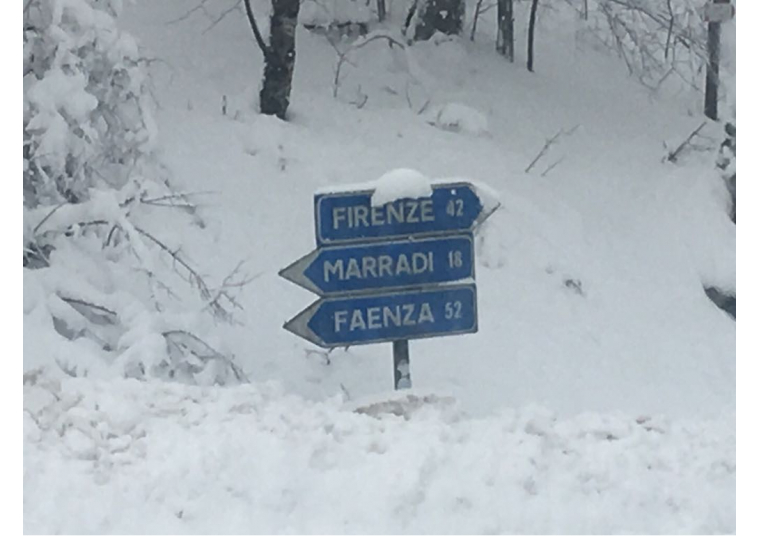 FIRENZE 42
MARRADI 18
FAENZA 52